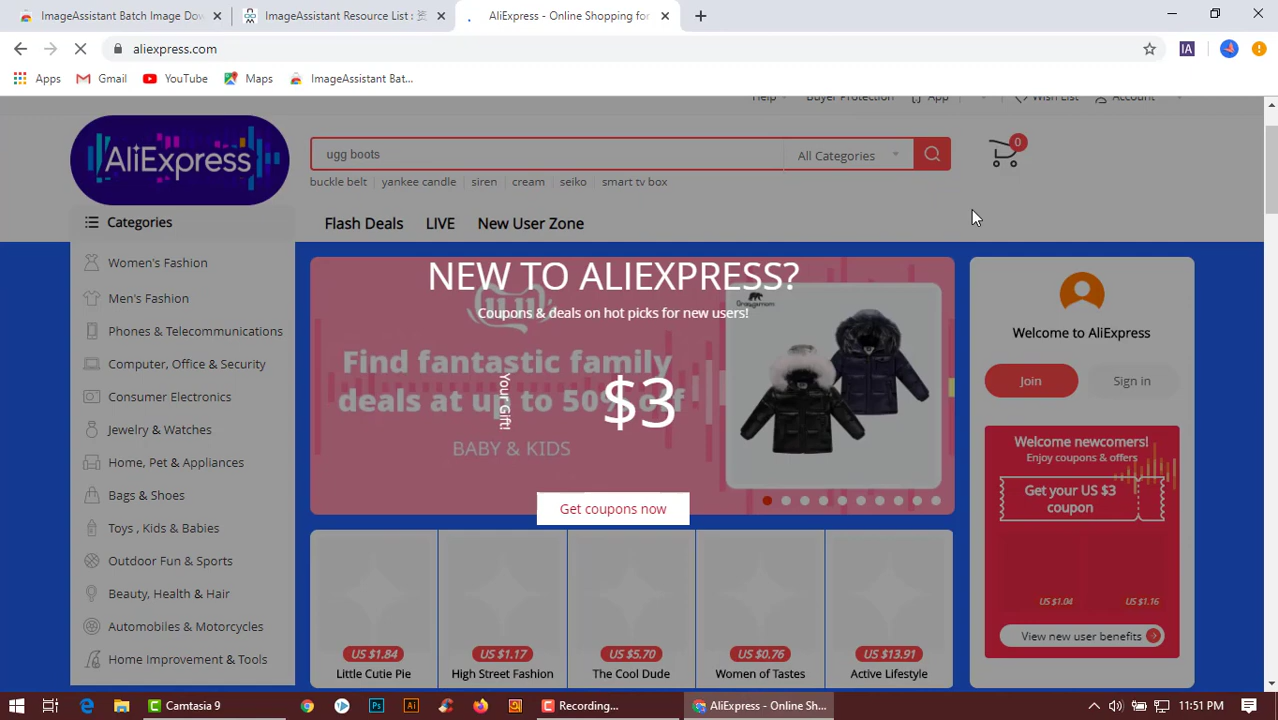 ImageAssistant Batch Image Dow
ImageAssistant Resource List :
AliExpress - Online Shopping for
aliexpress.com
IA
Apps
Gmail
YouTube
Maps
ImageAssistant Bat...
Help
Buyer Protection
App
Wish List
Account
AliExpress
ugg boots
All Categories
0
buckle belt
yankee candle
siren
cream
seiko
smart tv box
Categories
Flash Deals
LIVE
New User Zone
Women's Fashion
Men's Fashion
Phones & Telecommunications
Computer, Office & Security
Consumer Electronics
Jewelry & Watches
Home, Pet & Appliances
Bags & Shoes
Toys , Kids & Babies
Outdoor Fun & Sports
Beauty, Health & Hair
Automobiles & Motorcycles
Home Improvement & Tools
NEW TO ALIEXPRESS?
Coupons & deals on hot picks for new users!
Find fantastic family
deals at up to 50% off
BABY & KIDS
Your Gift!
$3
Get coupons now
Welcome to AliExpress
Join
Sign in
Welcome newcomers!
Enjoy coupons & offers
Get your US $3
coupon
US $1.04
US $1.16
View new user benefits
US $1.84
Little Cutie Pie
US $1.17
High Street Fashion
US $5.70
The Cool Dude
US $0.76
Women of Tastes
US $13.91
Active Lifestyle
Camtasia 9
Ps
Ai
Recording...
AliExpress - Online Sh...
11:51 PM